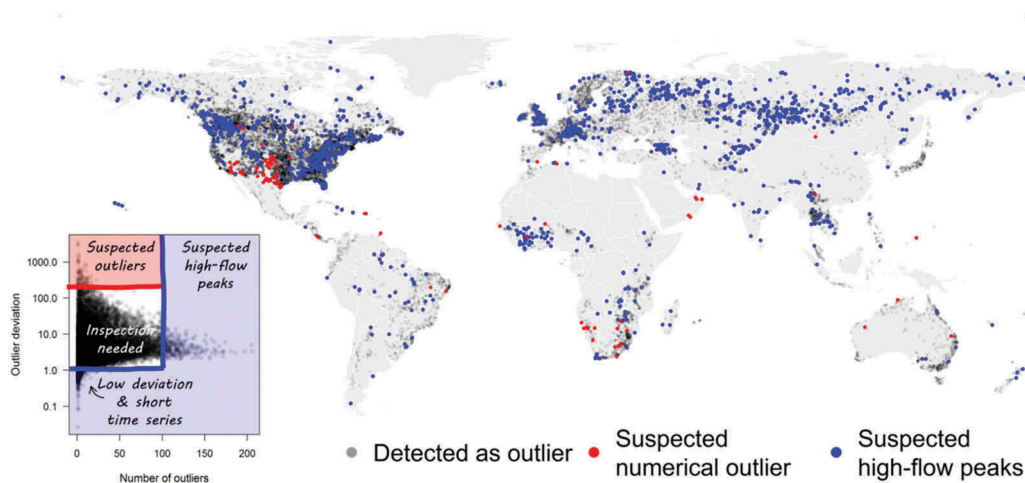 Suspected
outliers
Suspected
high-flow
peaks
Inspection
needed
Low deviation
& short
time series
Outlier deviation
1000.0
100.0
10.0
1.0
0.1
0
50
100
150
200
Number of outliers
Detected as outlier
Suspected
numerical outlier
Suspected
high-flow peaks